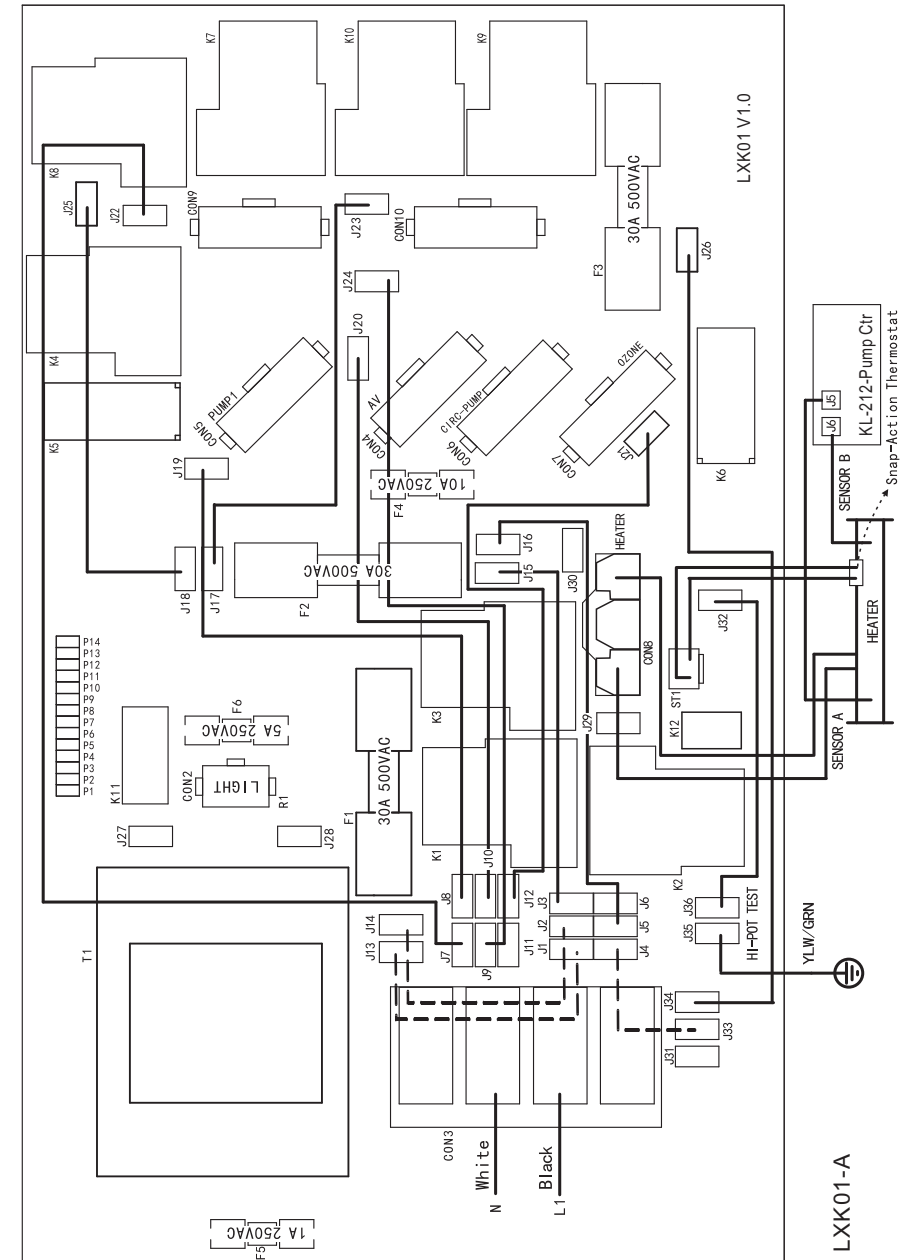 K7
K10
K9
K8
LXK01 V1.0
30A 500VAC
F3
J25
J22
CON9
J23
CON10
J26
J24
J20
K4
K5
PUMP1
CON5
AV
CON4
CIRC-PUMP
CON6
OZONE
CON7
J21
K6
J19
10A 250VAC
F4
J18
J17
30A 500VAC
F2
J16
J15
J30
HEATER
CON8
J32
ST1
J29
K12
K3
P14
P13
P12
P11
P10
P9
P8
P7
P6
P5
P4
P3
P2
P1
K11
5A 250VAC
F6
CON2
LIGHT
R1
30A 500VAC
F1
J27
J28
K1
K2
J10
J8
J12
J3
J6
J14
J2
J5
J13
J7
J9
J11
J1
J4
J36
J35
HI-POT TEST
YLW/GRN
T1
J34
J33
J31
CON3
White
N
Black
L1
1A 250VAC
F5
LXK01-A
KL-212-Pump Ctr
J5
J6
SENSOR B
Snap-Action Thermostat
HEATER
SENSOR A